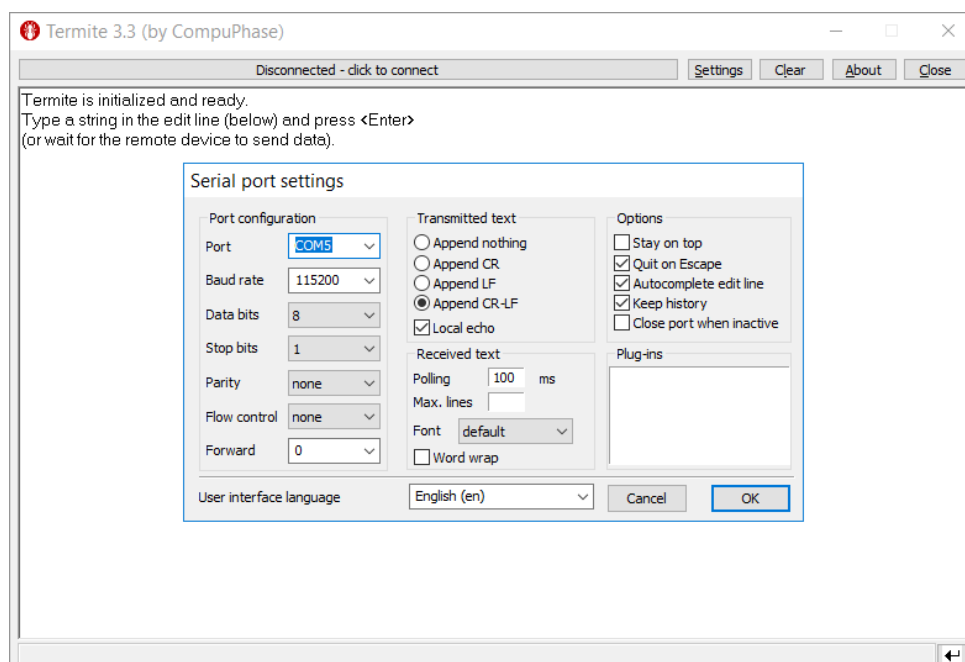 Termite 3.3 (by CompuPhase)
Disconnected - click to connect
Settings
Clear
About
Close
Termite is initialized and ready.
Type a string in the edit line (below) and press <Enter>
(or wait for the remote device to send data).
Serial port settings
Port configuration
Port
COM5
Baud rate
115200
Data bits
8
Stop bits
1
Parity
none
Flow control
none
Forward
0
Transmitted text
Append nothing
Append CR
Append LF
Append CR-LF
Local echo
Received text
Polling
100
ms
Max. lines
Font
default
Word wrap
Options
Stay on top
Quit on Escape
Autocomplete edit line
Keep history
Close port when inactive
Plug-ins
User interface language
English (en)
Cancel
OK